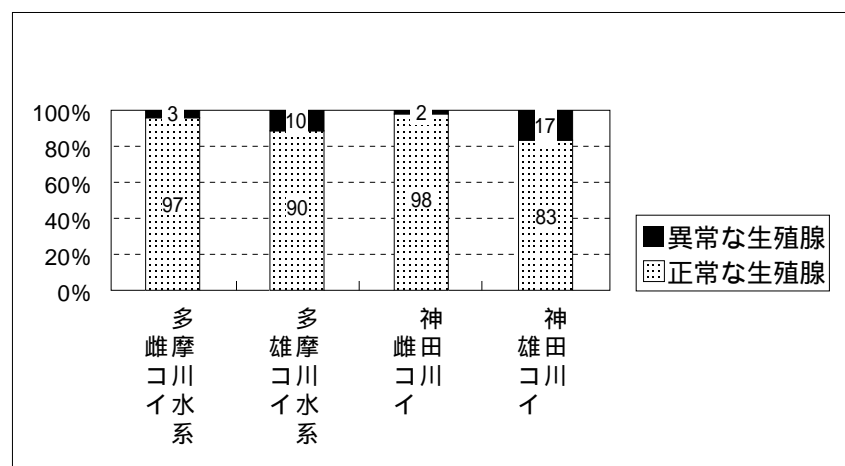 100%
80%
60%
40%
20%
0%
3
97
10
90
2
98
17
83
多摩川水系
雌コイ
多摩川水系
雄コイ
神田川
雌コイ
神田川
雄コイ
■異常な生殖腺
正常な生殖腺